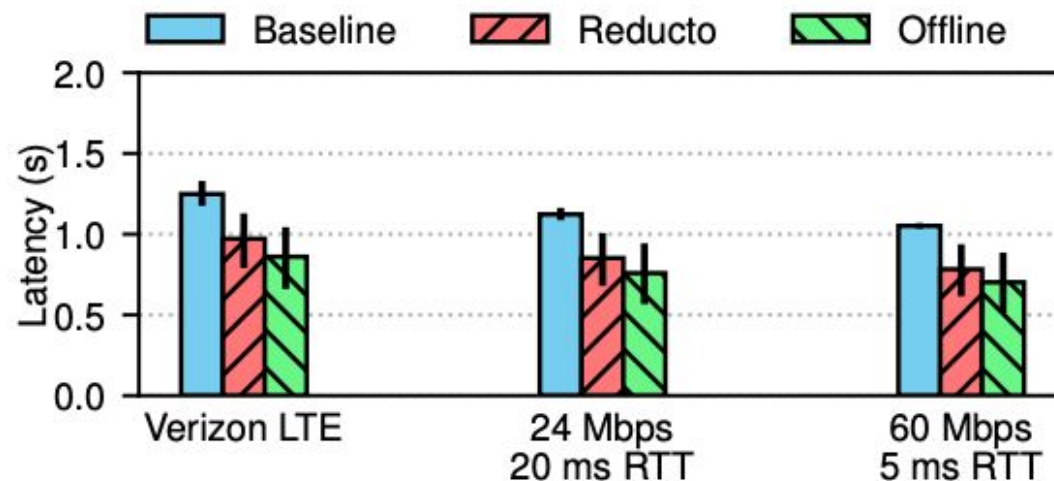 Baseline Reducto Offline
Latency (s)
2.0
1.5
1.0
0.5
0.0
Verizon LTE
24 Mbps
20 ms RTT
60 Mbps
5 ms RTT